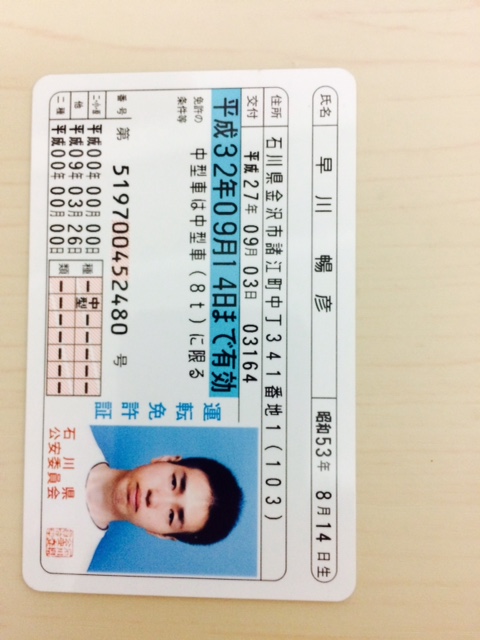 氏名 早川 暢彦 昭和53年 8月14日生
住所 石川県金沢市諸江町中丁341番地1(103)
交付 平成27年09月03日 03164
平成32年09月14日まで有効
免許の
条件等
中型車は中型車(8t)に限る
番号 第 519700452480 号
二・小・原 平成00年00月00日
他 平成09年03月26日
二種 平成00年00月00日
種類 中型
運転免許証
石川県
公安委員会